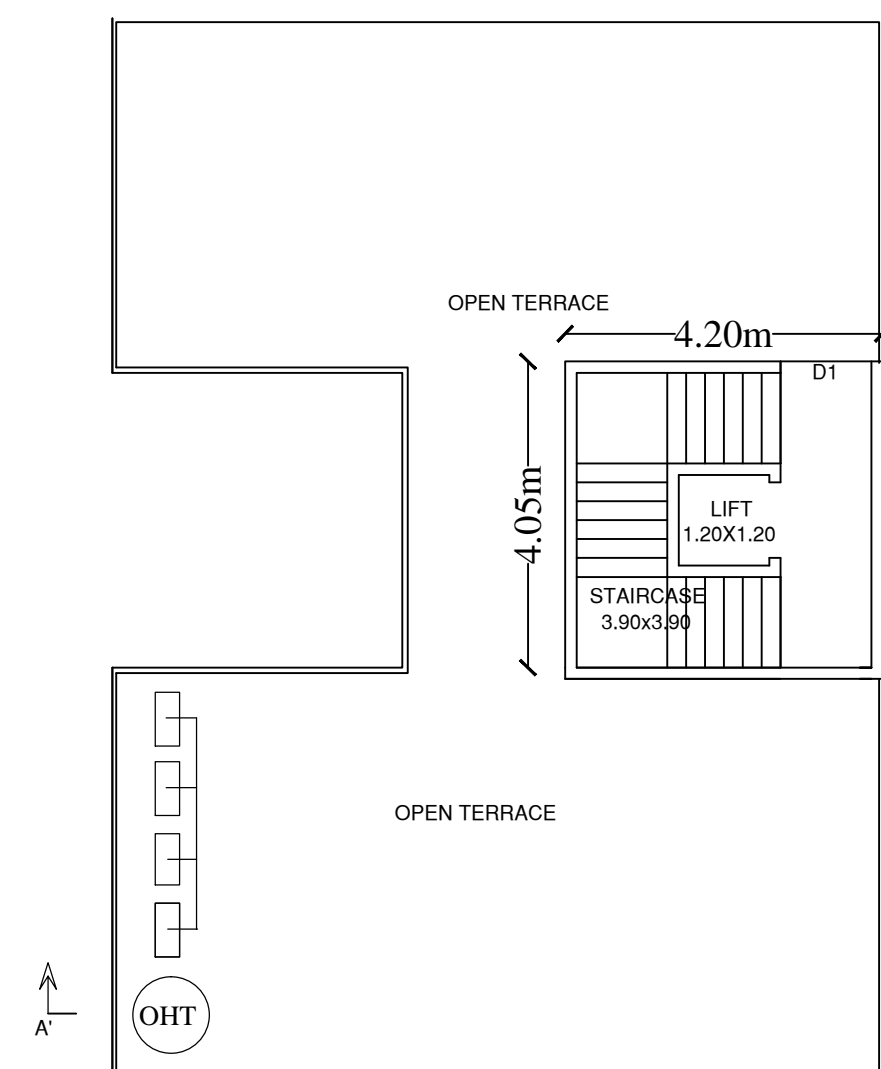 OPEN TERRACE
4.20m
D1
4.05m
LIFT
1.20X1.20
STAIRCASE
3.90x3.90
OPEN TERRACE
OHT
A'